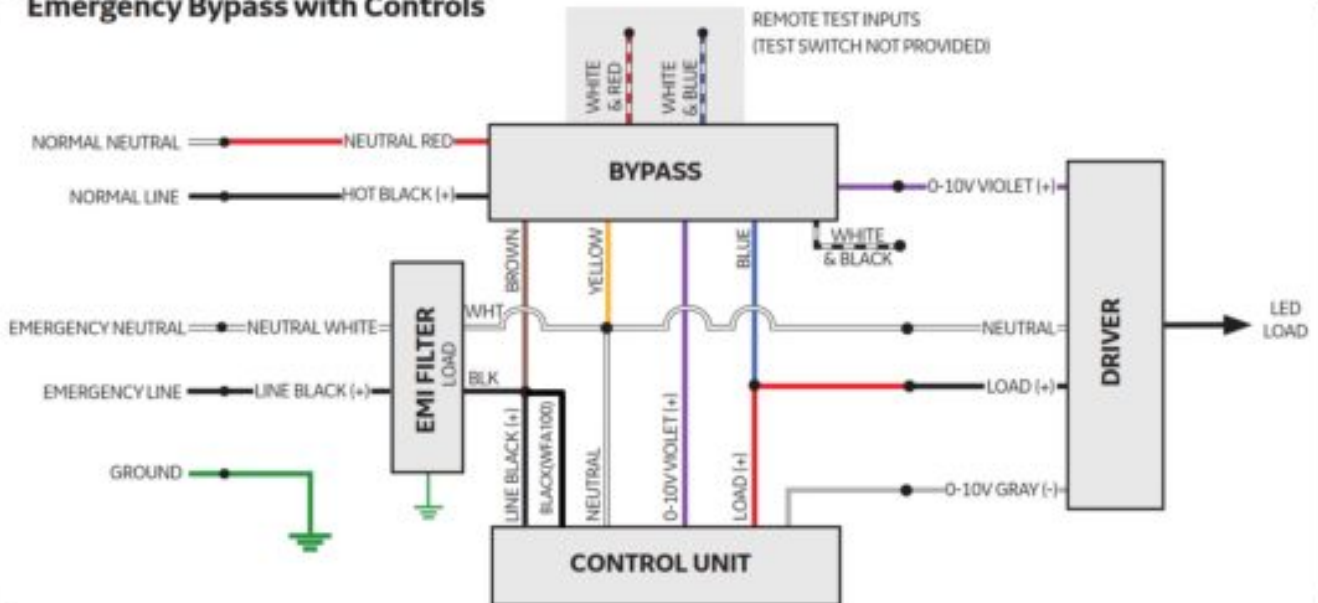 Emergency Bypass with Controls
REMOTE TEST INPUTS
(TEST SWITCH NOT PROVIDED)
WHITE
& RED
WHITE
& BLUE
NORMAL NEUTRAL
NEUTRAL RED
BYPASS
NORMAL LINE
HOT BLACK (+)
0-10V VIOLET (+)
BROWN
YELLOW
BLUE
WHITE
& BLACK
EMERGENCY NEUTRAL
NEUTRAL WHITE
EMI FILTER
LOAD
WHT
NEUTRAL
DRIVER
LED
LOAD
EMERGENCY LINE
LINE BLACK (+)
BLK
LOAD (+)
GROUND
LINE BLACK (+)
BLACK(WFA100)
NEUTRAL
0-10V VIOLET (+)
LOAD (+)
0-10V GRAY (-)
CONTROL UNIT